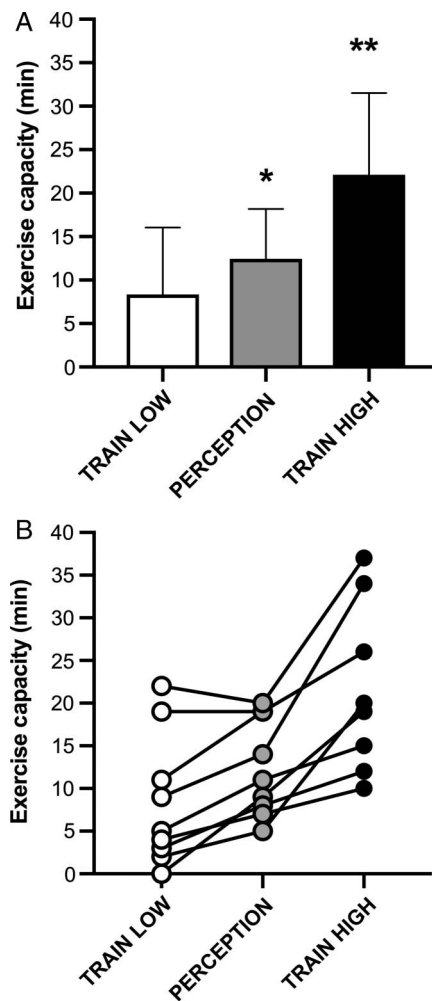 A
Exercise capacity (min)
40
35
30
25
20
15
10
5
0
*
**
TRAIN LOW
PERCEPTION
TRAIN HIGH
B
Exercise capacity (min)
40
35
30
25
20
15
10
5
0
TRAIN LOW
PERCEPTION
TRAIN HIGH